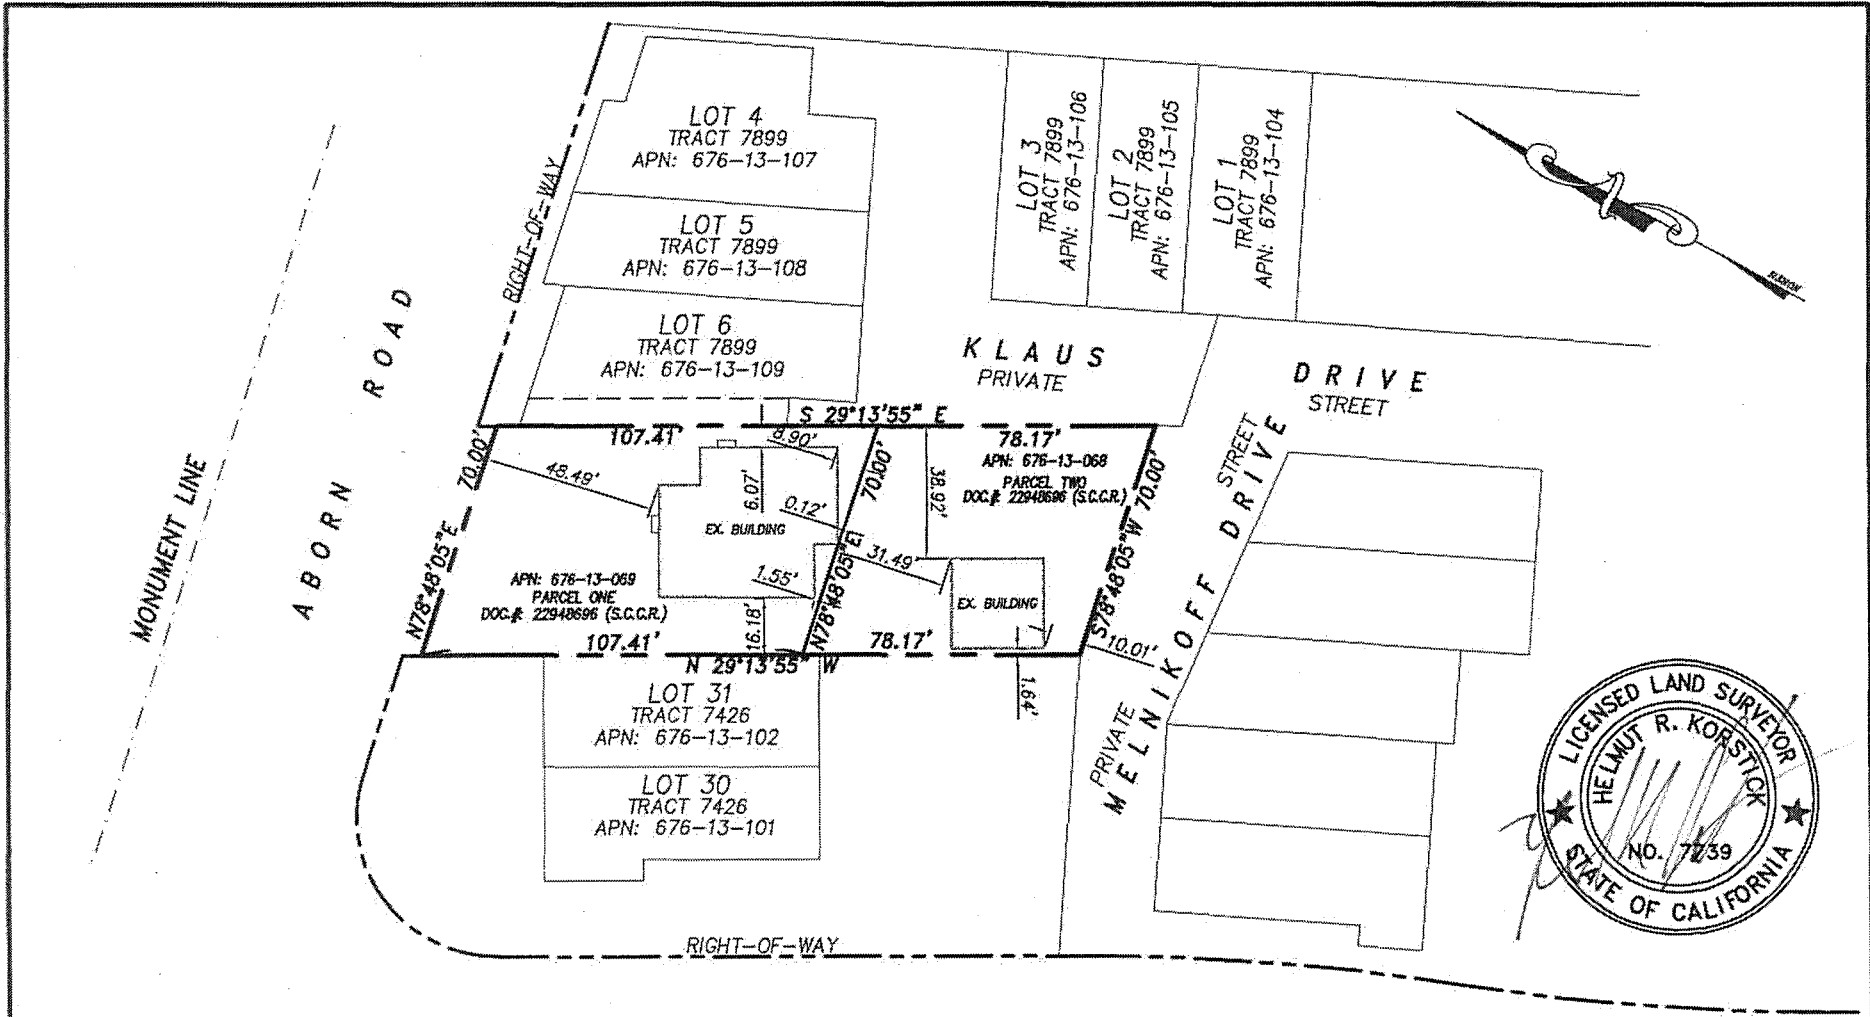 LOT 4
TRACT 7899
APN: 676-13-107
LOT 5
TRACT 7899
APN: 676-13-108
LOT 6
TRACT 7899
APN: 676-13-109
RIGHT-OF-WAY
LOT 3
TRACT 7899
APN: 676-13-106
LOT 2
TRACT 7899
APN: 676-13-105
LOT 1
TRACT 7899
APN: 676-13-104
KLAUS DRIVE
PRIVATE STREET
MONUMENT LINE
ABORN ROAD
S 29°13'55" E
107.41'
8.90'
78.17'
APN: 676-13-068
PARCEL TWO
DOC.#: 22948696 (S.C.C.R.)
70.00'
48.49'
6.07'
70.00'
38.92'
0.12'
EX. BUILDING
N78°48'05"E
31.49'
1.55'
APN: 676-13-069
PARCEL ONE
DOC.#: 22948696 (S.C.C.R.)
16.18'
N78°48'05"E
EX. BUILDING
S78°48'05"W 70.00'
107.41'
78.17'
10.01'
N 29°13'55" W
1.64'
PRIVATE STREET
MELNIKOFF DRIVE
LOT 31
TRACT 7426
APN: 676-13-102
LOT 30
TRACT 7426
APN: 676-13-101
RIGHT-OF-WAY
LICENSED LAND SURVEYOR
HELMUT R. KORSTICK
NO. 7239
STATE OF CALIFORNIA